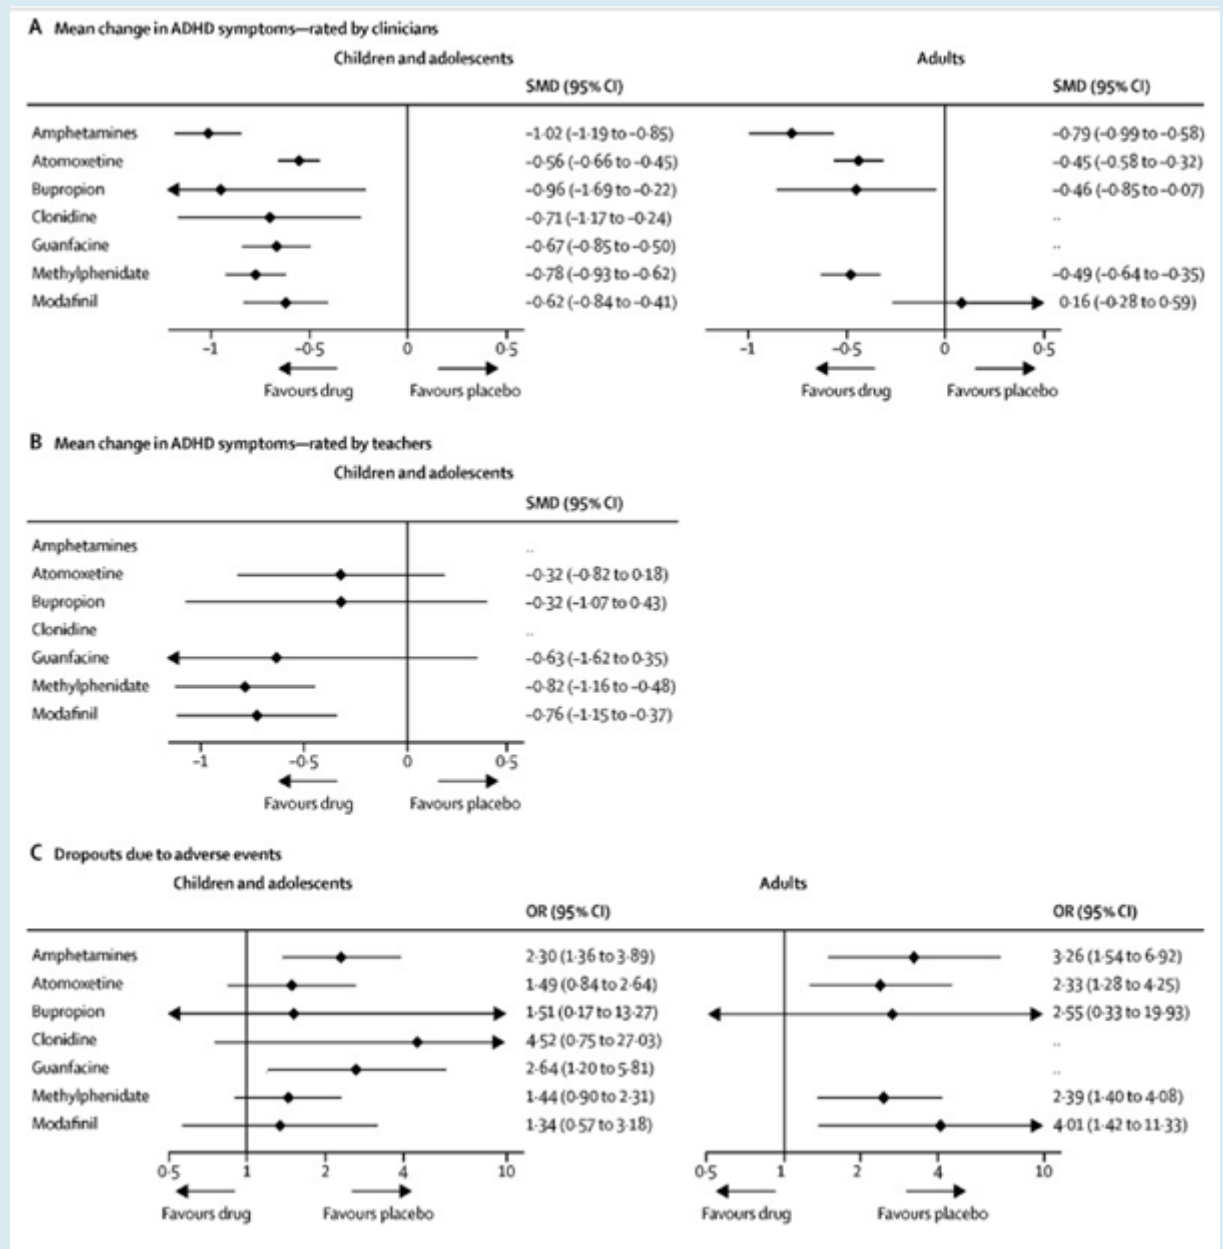 A Mean change in ADHD symptoms—rated by clinicians
Children and adolescents Adults
SMD (95% CI) SMD (95% CI)
Amphetamines -1·02 (-1·19 to -0·85) -0·79 (-0·99 to -0·58)
Atomoxetine -0·56 (-0·66 to -0·45) -0·45 (-0·58 to -0·32)
Bupropion -0·96 (-1·69 to -0·22) -0·46 (-0·85 to -0·07)
Clonidine -0·71 (-1·17 to -0·24) ..
Guanfacine -0·67 (-0·85 to -0·50) ..
Methylphenidate -0·78 (-0·93 to -0·62) -0·49 (-0·64 to -0·35)
Modafinil -0·62 (-0·84 to -0·41) 0·16 (-0·28 to 0·59)
-1 -0·5 0 0·5 -1 -0·5 0 0·5
Favours drug Favours placebo Favours drug Favours placebo
B Mean change in ADHD symptoms—rated by teachers
Children and adolescents
SMD (95% CI)
Amphetamines ..
Atomoxetine -0·32 (-0·82 to 0·18)
Bupropion -0·32 (-1·07 to 0·43)
Clonidine ..
Guanfacine -0·63 (-1·62 to 0·35)
Methylphenidate -0·82 (-1·16 to -0·48)
Modafinil -0·76 (-1·15 to -0·37)
-1 -0·5 0 0·5
Favours drug Favours placebo
C Dropouts due to adverse events
Children and adolescents Adults
OR (95% CI) OR (95% CI)
Amphetamines 2·30 (1·36 to 3·89) 3·26 (1·54 to 6·92)
Atomoxetine 1·49 (0·84 to 2·64) 2·33 (1·28 to 4·25)
Bupropion 1·51 (0·17 to 13·27) 2·55 (0·33 to 19·93)
Clonidine 4·52 (0·75 to 27·03) ..
Guanfacine 2·64 (1·20 to 5·81) ..
Methylphenidate 1·44 (0·90 to 2·31) 2·39 (1·40 to 4·08)
Modafinil 1·34 (0·57 to 3·18) 4·01 (1·42 to 11·33)
0·5 1 2 4 10 0·5 1 2 4 10
Favours drug Favours placebo Favours drug Favours placebo